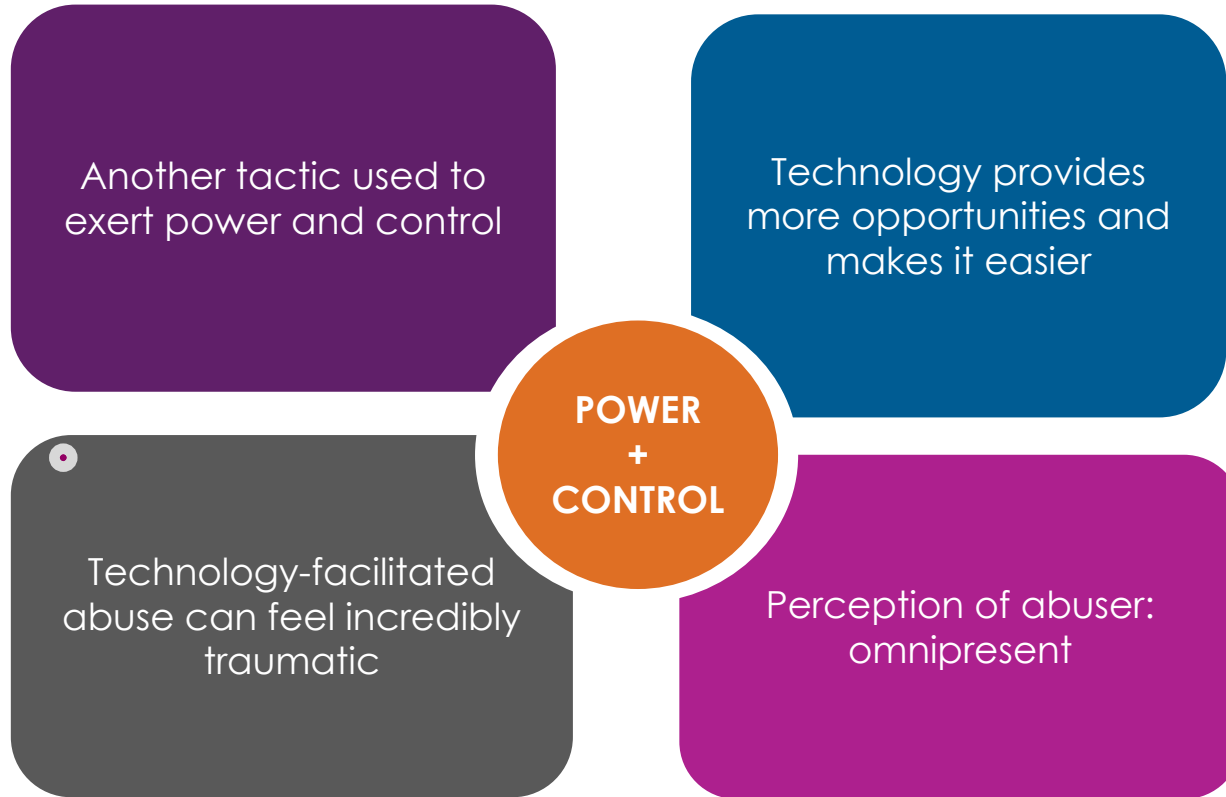 Another tactic used to
exert power and control
Technology provides
more opportunities and
makes it easier
POWER
+
CONTROL
Technology-facilitated
abuse can feel incredibly
traumatic
Perception of abuser:
omnipresent